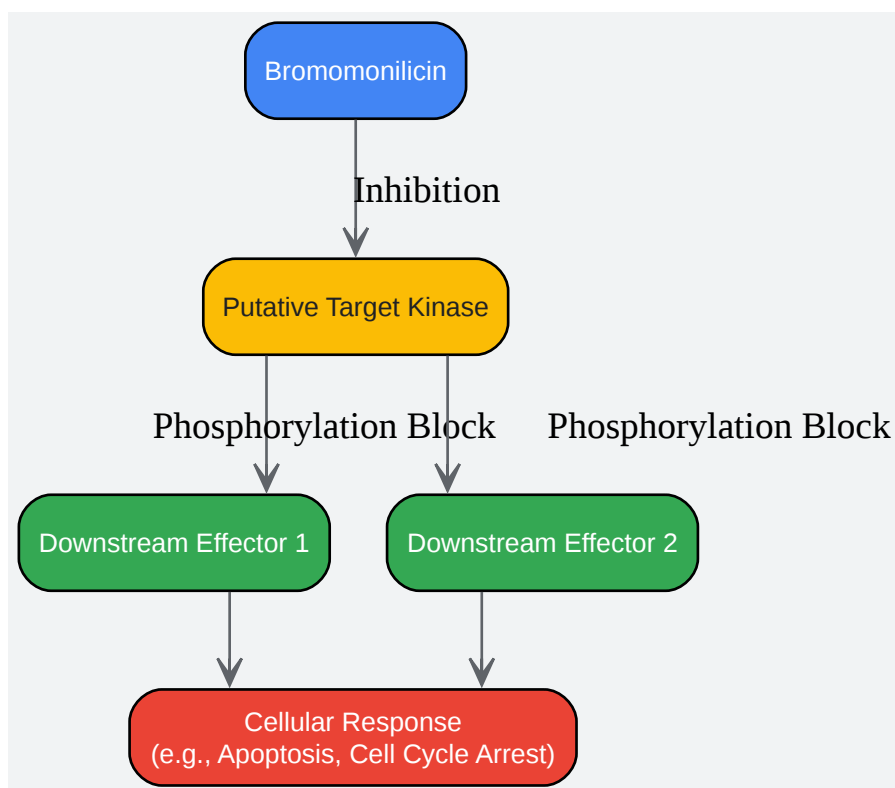 Bromomonilicin
Inhibition
Putative Target Kinase
Phosphorylation Block
Phosphorylation Block
Downstream Effector 1
Downstream Effector 2
Cellular Response
(e.g., Apoptosis, Cell Cycle Arrest)